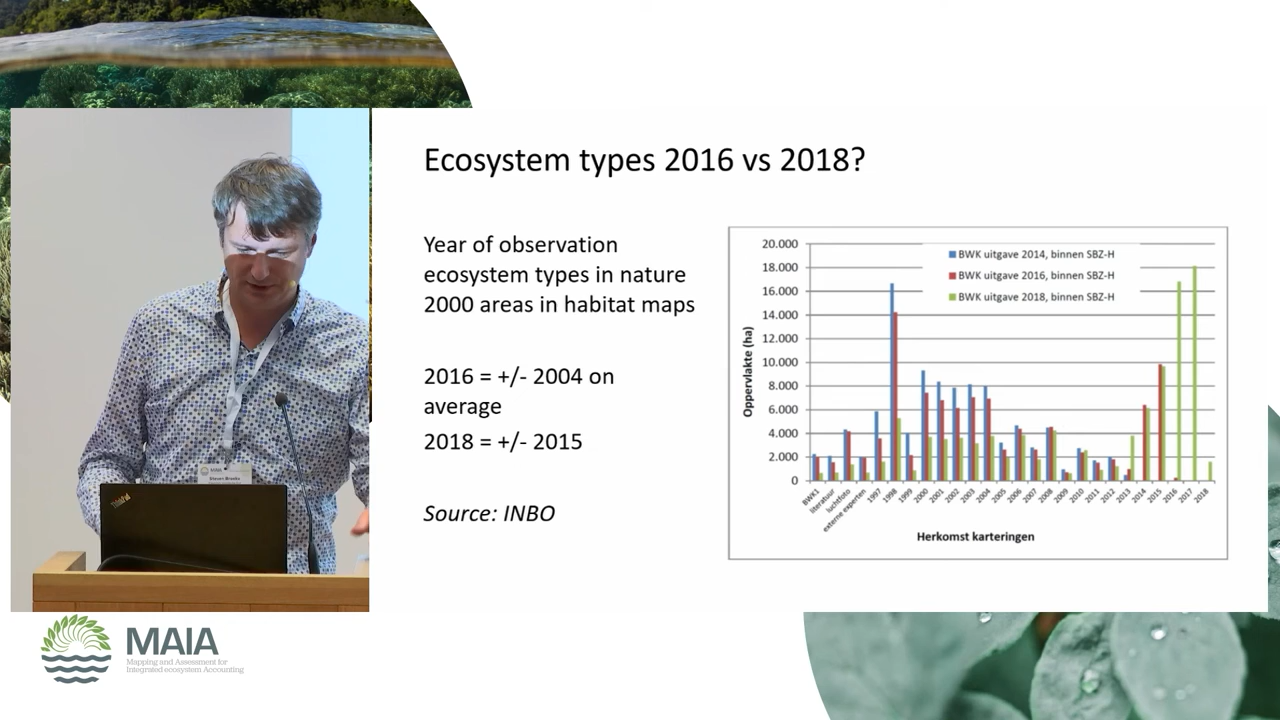 Ecosystem types 2016 vs 2018?
Year of observation
ecosystem types in nature
2000 areas in habitat maps
2016 = +/- 2004 on
average
2018 = +/- 2015
Source: INBO
BWK uitgave 2014, binnen SBZ-H
BWK uitgave 2016, binnen SBZ-H
BWK uitgave 2018, binnen SBZ-H
Oppervlakte (ha)
20.000
18.000
16.000
14.000
12.000
10.000
8.000
6.000
4.000
2.000
0
BWK1
literatuur
luchtfoto
externe experten
1997
1998
1999
2000
2001
2002
2003
2004
2005
2006
2007
2008
2009
2010
2011
2012
2013
2014
2015
2016
2017
2018
Herkomst karteringen
MAIA
Steven Broekx
ThinkPad
MAIA
Mapping and Assessment for
Integrated ecosystem Accounting